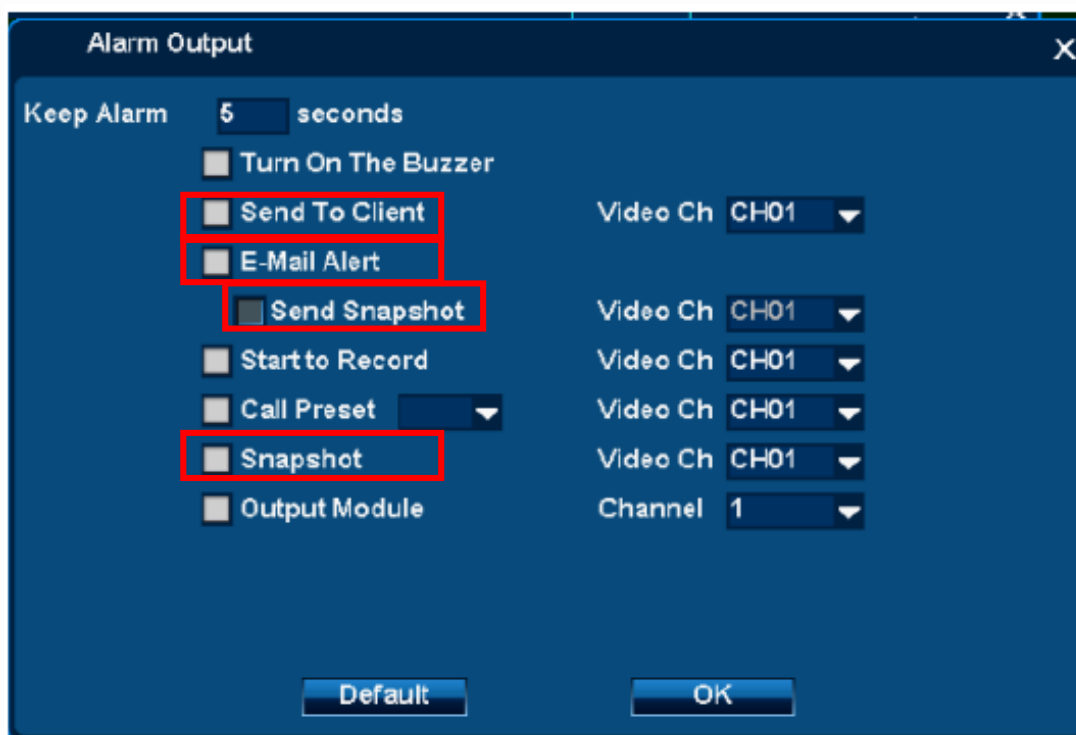 Alarm Output X
Keep Alarm 5 seconds
Turn On The Buzzer
Send To Client Video Ch CH01
E-Mail Alert
Send Snapshot Video Ch CH01
Start to Record Video Ch CH01
Call Preset Video Ch CH01
Snapshot Video Ch CH01
Output Module Channel 1
Default OK